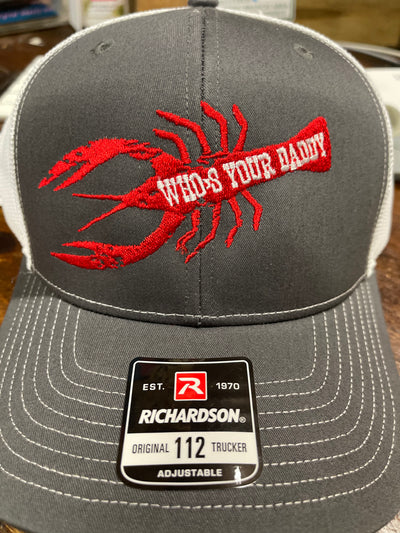 WHO'S YOUR DADDY
EST. R 1970
RICHARDSON®
ORIGINAL 112 TRUCKER
ADJUSTABLE